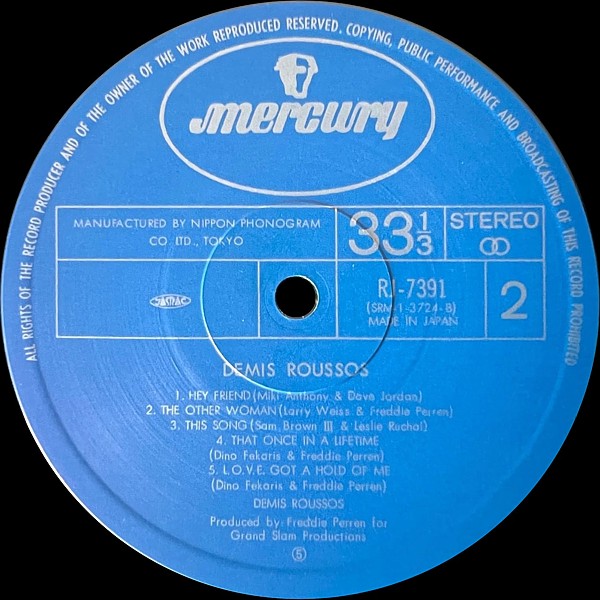 ALL RIGHTS OF THE RECORD PRODUCER AND OF THE OWNER OF THE WORK REPRODUCED RESERVED. COPYING, PUBLIC PERFORMANCE AND BROADCASTING OF THIS RECORD PROHIBITED
mercury
MANUFACTURED BY NIPPON PHONOGRAM
CO. LTD., TOKYO
33 1/3
STEREO
JASRAC
RJ-7391
(SRM-1-3724-B)
MADE IN JAPAN
2
DEMIS ROUSSOS
1. HEY FRIEND (Miki Anthony & Dave Jordan)
2. THE OTHER WOMAN (Larry Weiss & Freddie Perren)
3. THIS SONG (Sam Brown III & Leslie Ruchal)
4. THAT ONCE IN A LIFETIME
(Dino Fekaris & Freddie Perren)
5. L.O.V.E. GOT A HOLD OF ME
(Dino Fekaris & Freddie Perren)
DEMIS ROUSSOS
Produced by: Freddie Perren for
Grand Slam Productions
⑤